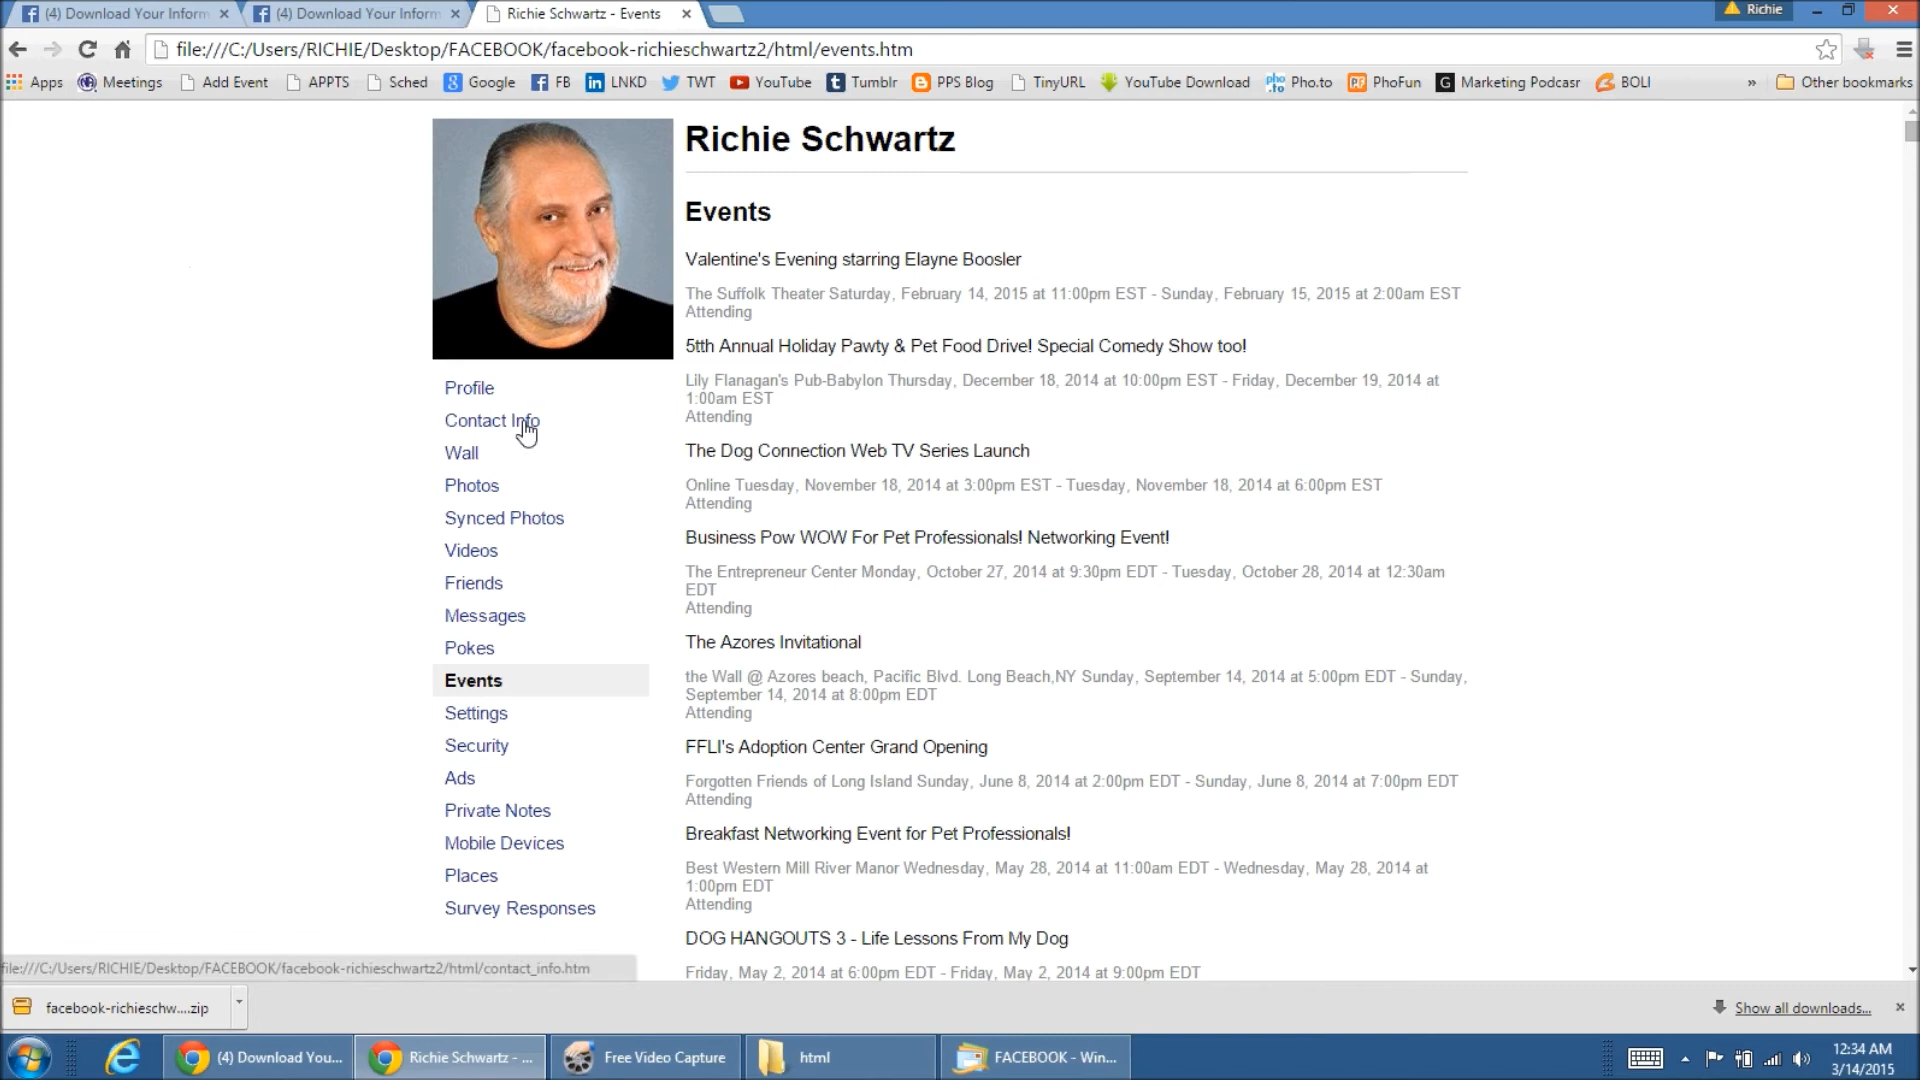 (4) Download Your Inform
(4) Download Your Inform
Richie Schwartz - Events
Richie
file:///C:/Users/RICHIE/Desktop/FACEBOOK/facebook-richieschwartz2/html/events.htm
Apps Meetings Add Event APPTS Sched Google FB LNKD TWT YouTube Tumblr PPS Blog TinyURL YouTube Download Pho.to PhoFun Marketing Podcasr BOLI » Other bookmarks
Richie Schwartz
Events
Valentine's Evening starring Elayne Boosler
The Suffolk Theater Saturday, February 14, 2015 at 11:00pm EST - Sunday, February 15, 2015 at 2:00am EST
Attending
5tth Annual Holiday Pawty & Pet Food Drive! Special Comedy Show too!
Lily Flanagan's Pub-Babylon Thursday, December 18, 2014 at 10:00pm EST - Friday, December 19, 2014 at
1:00am EST
Attending
The Dog Connection Web TV Series Launch
Online Tuesday, November 18, 2014 at 3:00pm EST - Tuesday, November 18, 2014 at 6:00pm EST
Attending
Business Pow WOW For Pet Professionals! Networking Event!
The Entrepreneur Center Monday, October 27, 2014 at 9:30pm EDT - Tuesday, October 28, 2014 at 12:30am
EDT
Attending
The Azores Invitational
the Wall @ Azores beach, Pacific Blvd. Long Beach,NY Sunday, September 14, 2014 at 5:00pm EDT - Sunday,
September 14, 2014 at 8:00pm EDT
Attending
FFLI's Adoption Center Grand Opening
Forgotten Friends of Long Island Sunday, June 8, 2014 at 2:00pm EDT - Sunday, June 8, 2014 at 7:00pm EDT
Attending
Breakfast Networking Event for Pet Professionals!
Best Western Mill River Manor Wednesday, May 28, 2014 at 11:00am EDT - Wednesday, May 28, 2014 at
1:00pm EDT
Attending
DOG HANGOUTS 3 - Life Lessons From My Dog
Friday, May 2, 2014 at 6:00pm EDT - Friday, May 2, 2014 at 9:00pm EDT
Profile
Contact Info
Wall
Photos
Synced Photos
Videos
Friends
Messages
Pokes
Events
Settings
Security
Ads
Private Notes
Mobile Devices
Places
Survey Responses
file:///C:/Users/RICHIE/Desktop/FACEBOOK/facebook-richieschwartz2/html/contact_info.htm
facebook-richieschw....zip
Show all downloads...
(4) Download You...
Richie Schwartz - ...
Free Video Capture
html
FACEBOOK - Win...
12:34 AM
3/14/2015